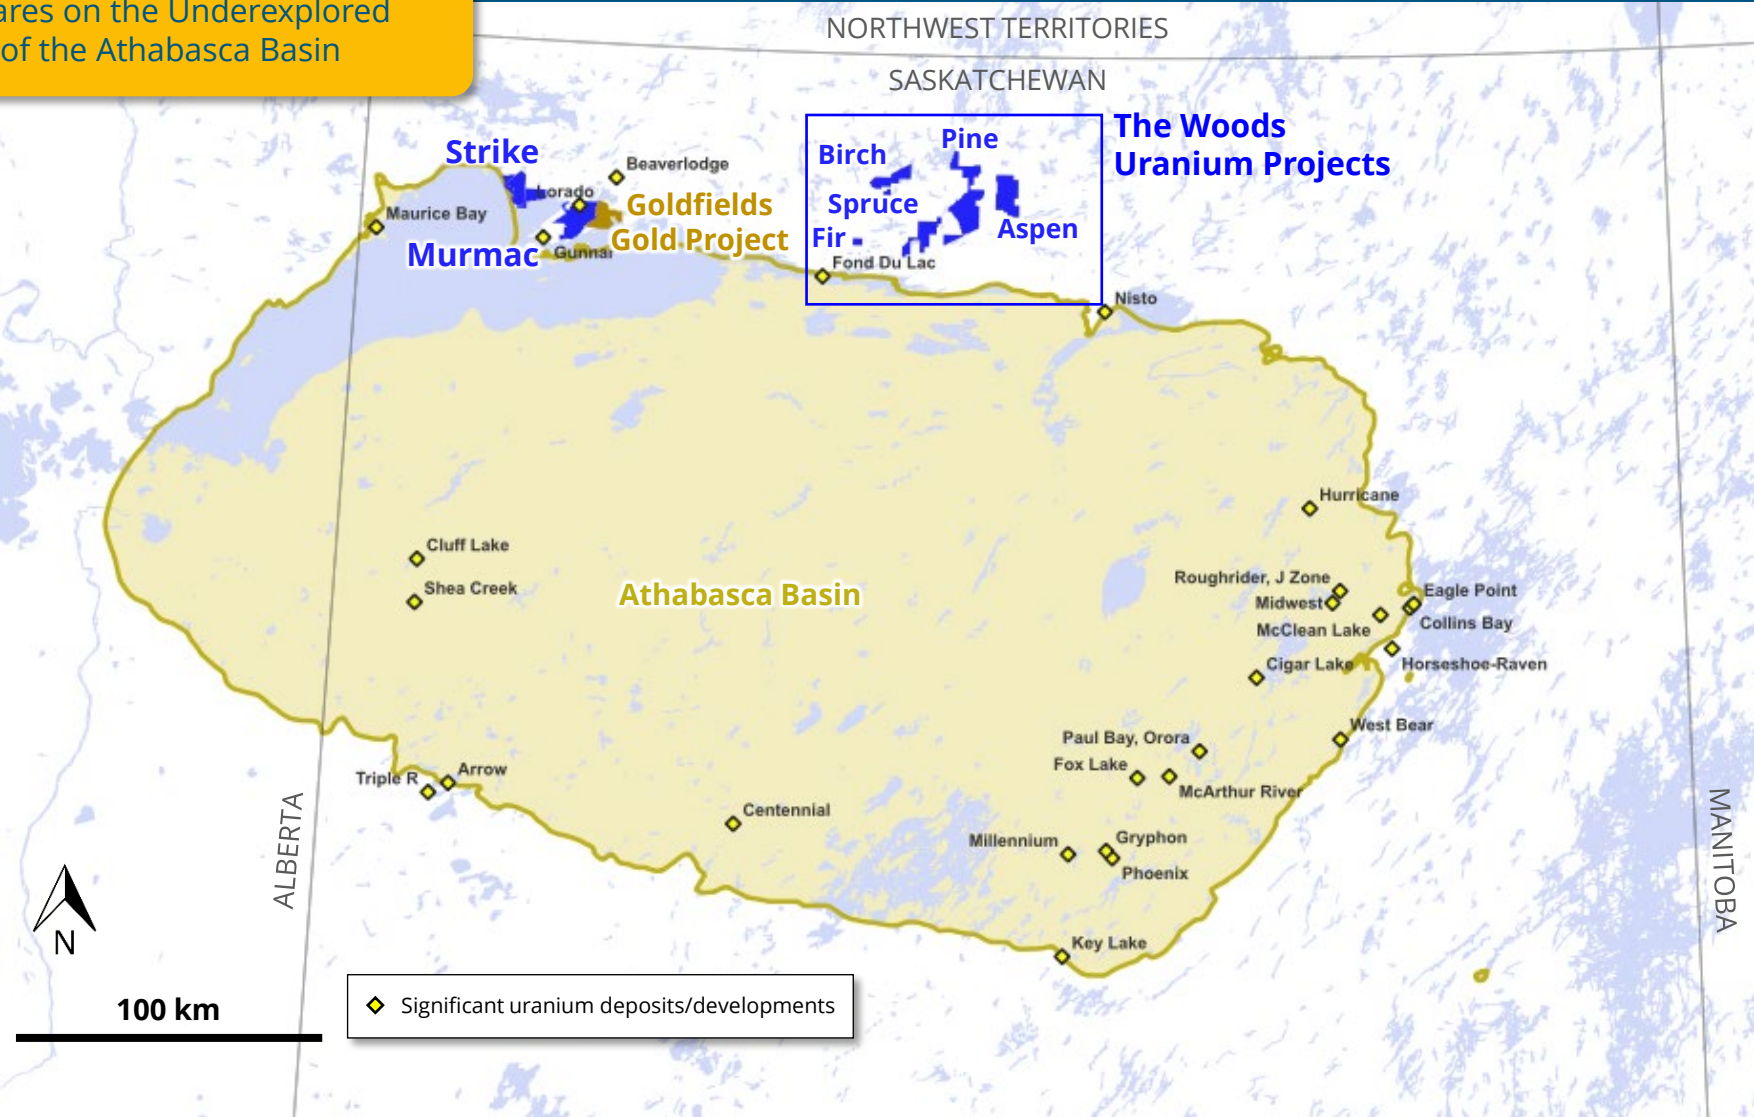 ares on the Underexplored
of the Athabasca Basin
NORTHWEST TERRITORIES
SASKATCHEWAN
The Woods
Uranium Projects
Pine
Birch
Spruce
Fir
Aspen
Strike
Beaverlodge
Lorado
Goldfields
Gold Project
Maurice Bay
Murmac
Gunnar
Fond Du Lac
Nisto
Hurricane
Cluff Lake
Shea Creek
Athabasca Basin
Roughrider, J Zone
Midwest
McClean Lake
Eagle Point
Collins Bay
Cigar Lake
Horseshoe-Raven
West Bear
Paul Bay, Orora
Fox Lake
McArthur River
Triple R
Arrow
Centennial
Millennium
Gryphon
Phoenix
Key Lake
ALBERTA
MANITOBA
N
100 km
Significant uranium deposits/developments